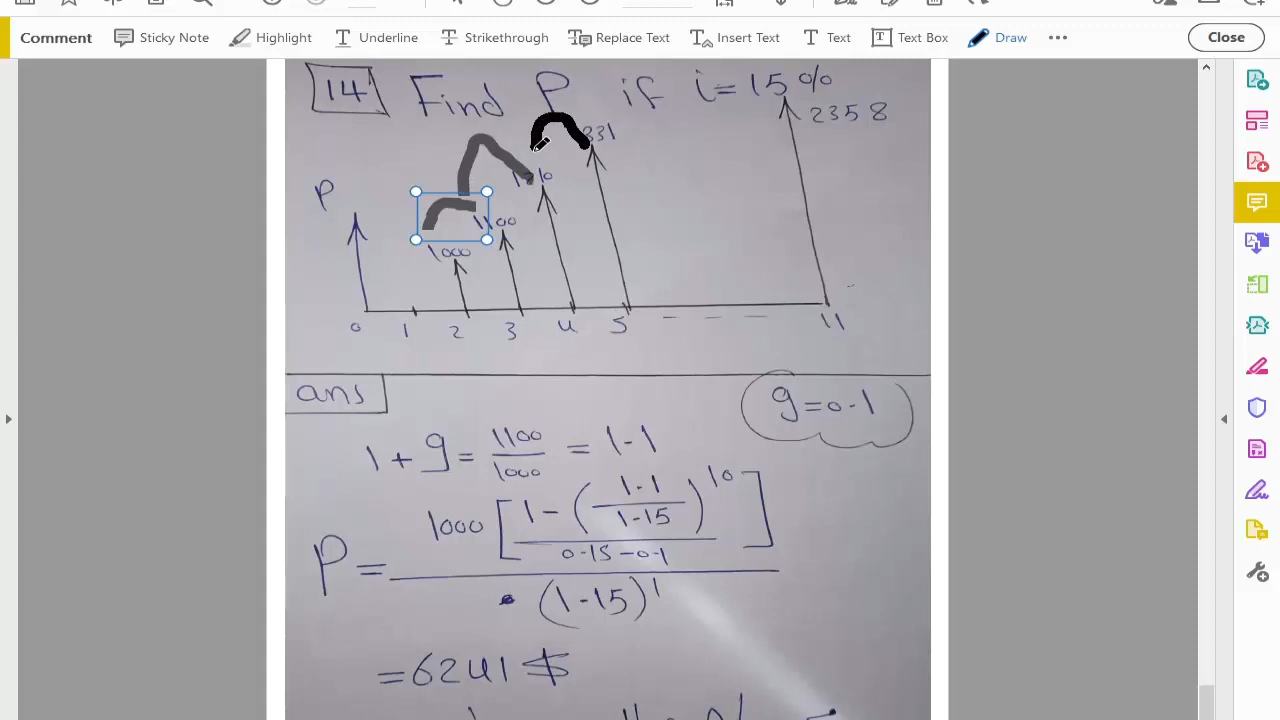 Comment Sticky Note Highlight Underline Strikethrough Replace Text Insert Text Text Text Box Draw Close
14 Find P if i=15%
2358
331
P
1100
1000
0 1 2 3 4 5 11
ans
g=0.1
1+g= 1100/1000 = 1.1
P= 1000 [ 1-(1.1/1.15)^10 / 0.15-0.1 ] / (1.15)^1
=6241 $